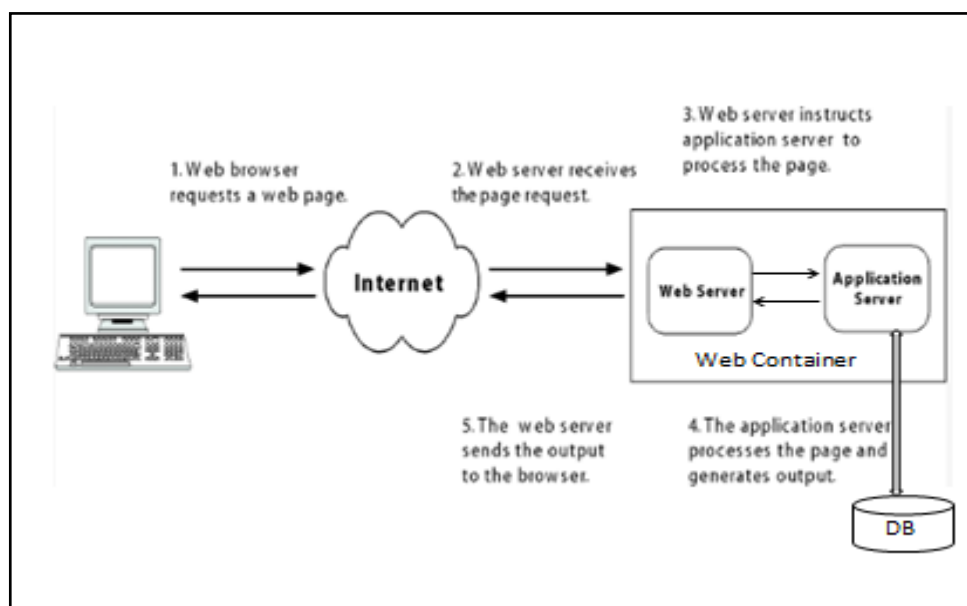 1. Web browser
requests a web page.
2. Web server receives
the page request.
3. Web server instructs
application server to
process the page.
Internet
Web Server
Application
Server
Web Container
5. The web server
sends the output
to the browser.
4. The application server
processes the page and
generates output.
DB